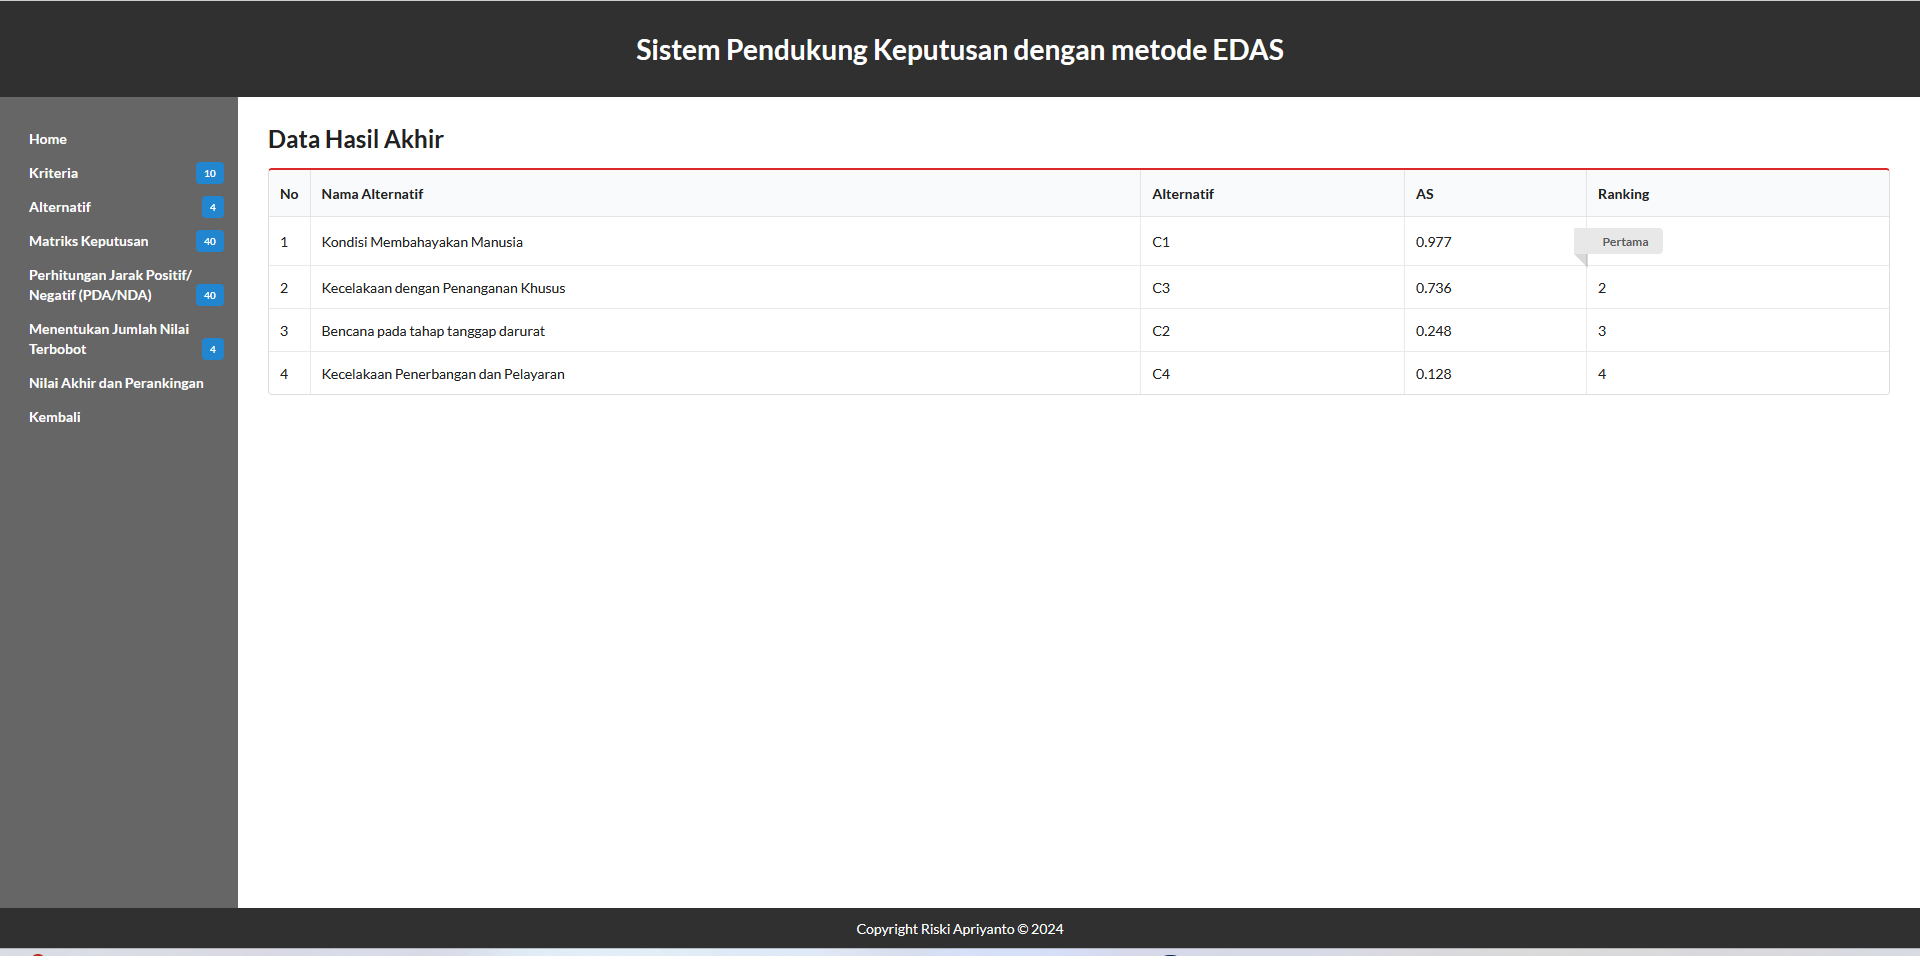 Sistem Pendukung Keputusan dengan metode EDAS
Home
Kriteria 10
Alternatif 4
Matriks Keputusan 40
Perhitungan Jarak Positif/
Negatif (PDA/NDA) 40
Menentukan Jumlah Nilai
Terbobot 4
Nilai Akhir dan Perankingan
Kembali
Data Hasil Akhir
No Nama Alternatif Alternatif AS Ranking
1 Kondisi Membahayakan Manusia C1 0.977 Pertama
2 Kecelakaan dengan Penanganan Khusus C3 0.736 2
3 Bencana pada tahap tanggap darurat C2 0.248 3
4 Kecelakaan Penerbangan dan Pelayaran C4 0.128 4
Copyright Riski Apriyanto © 2024